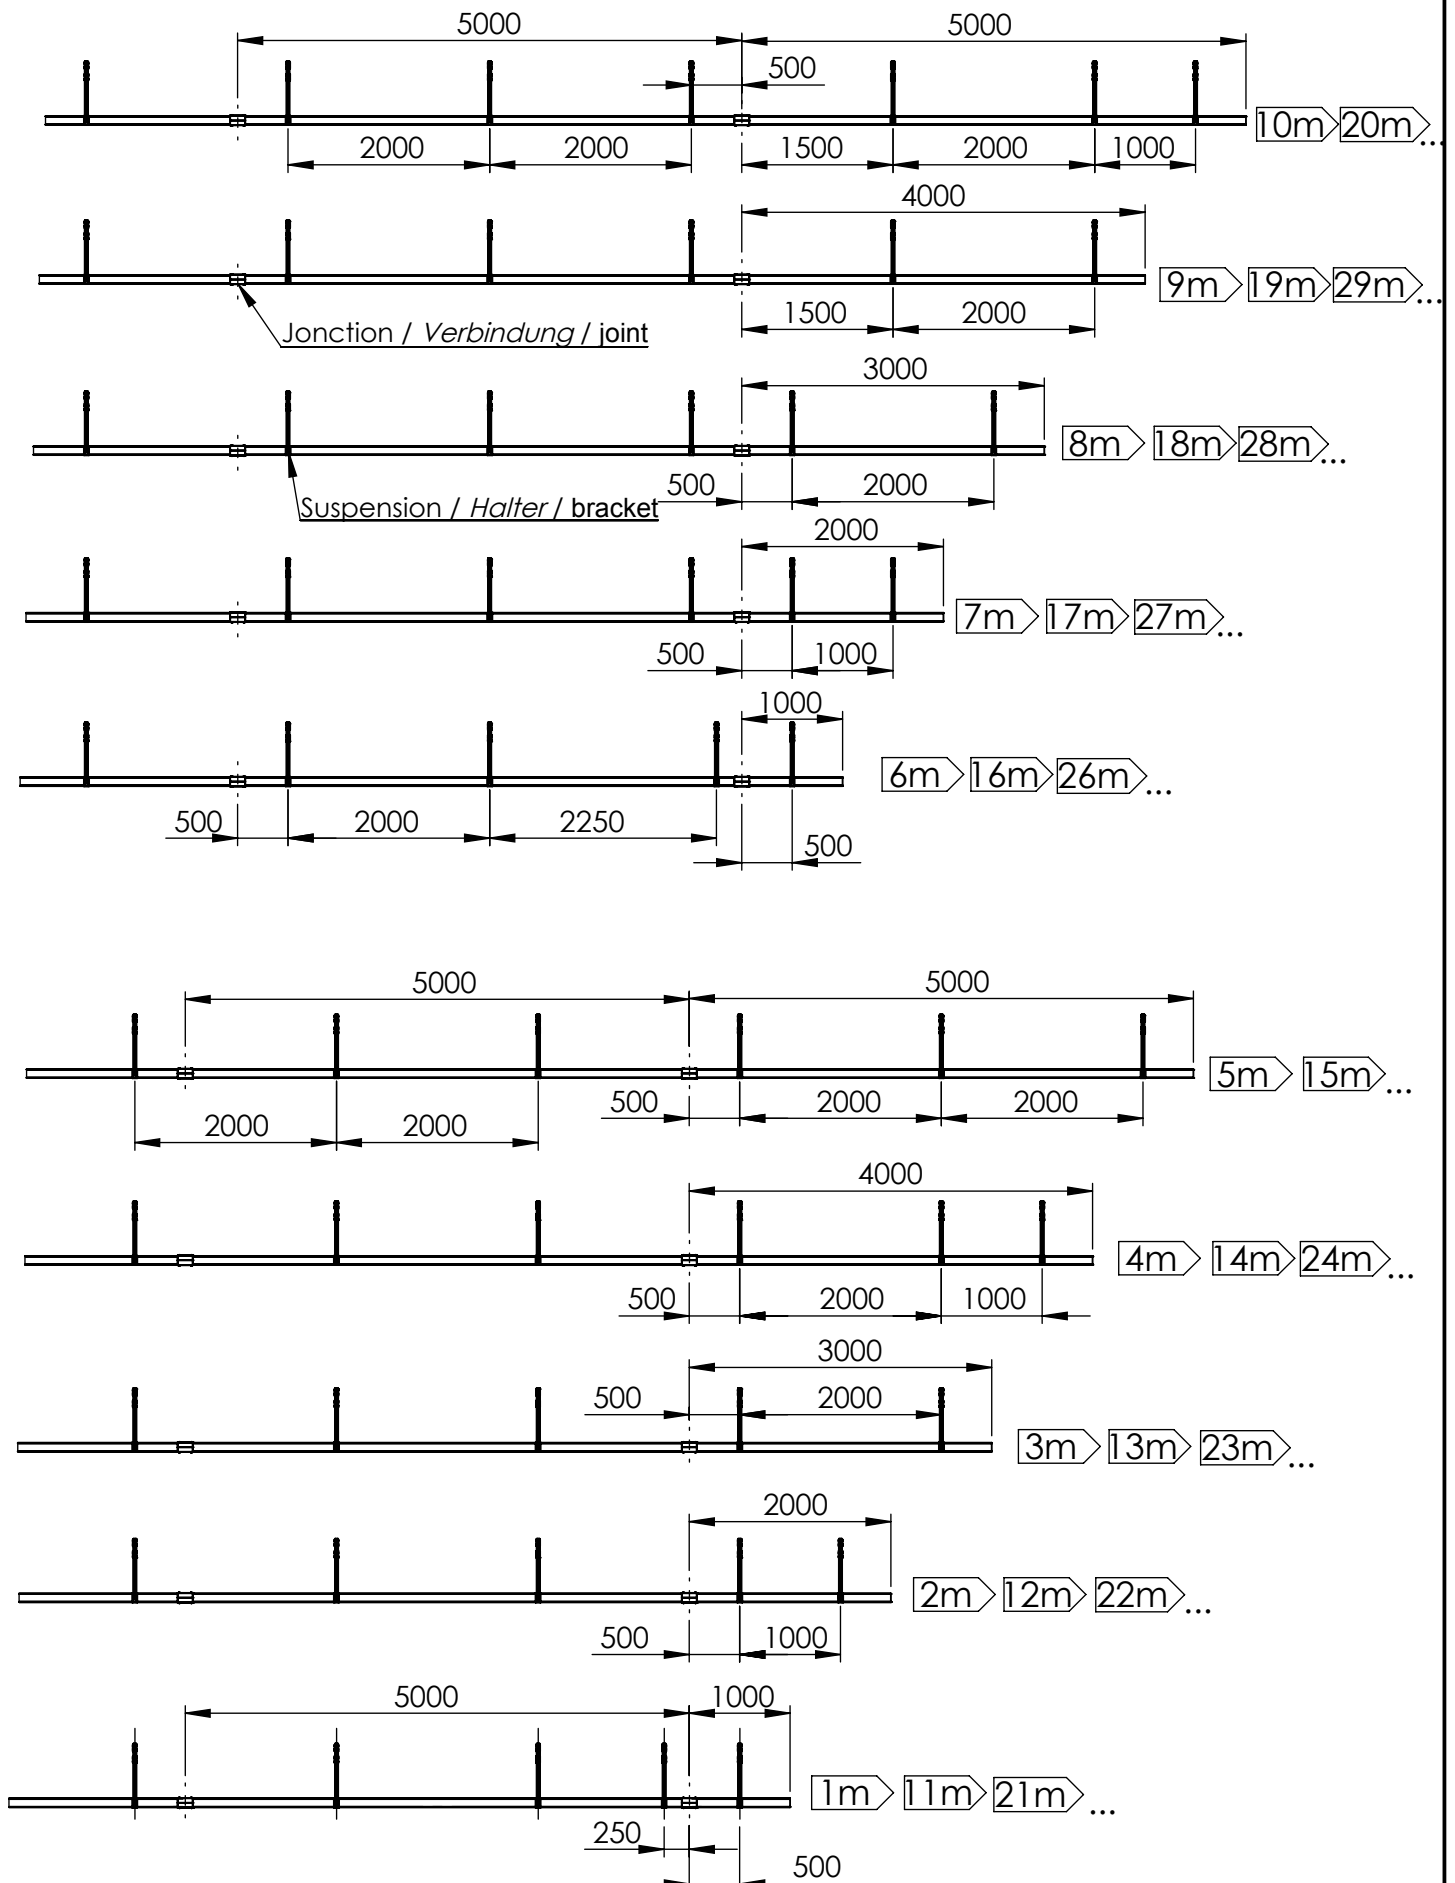 5000 5000
500
10m 20m ...
2000 2000 1500 2000 1000
4000
9m 19m 29m ...
1500 2000
Jonction / Verbindung / joint
3000
8m 18m 28m ...
500 2000
Suspension / Halter / bracket
2000
7m 17m 27m ...
500 1000
1000
6m 16m 26m ...
500 2000 2250
500
5000 5000
5m 15m ...
500 2000 2000
2000 2000
4000
4m 14m 24m ...
500 2000 1000
3000
500 2000
3m 13m 23m ...
2000
2m 12m 22m ...
500 1000
5000 1000
1m 11m 21m ...
250
500